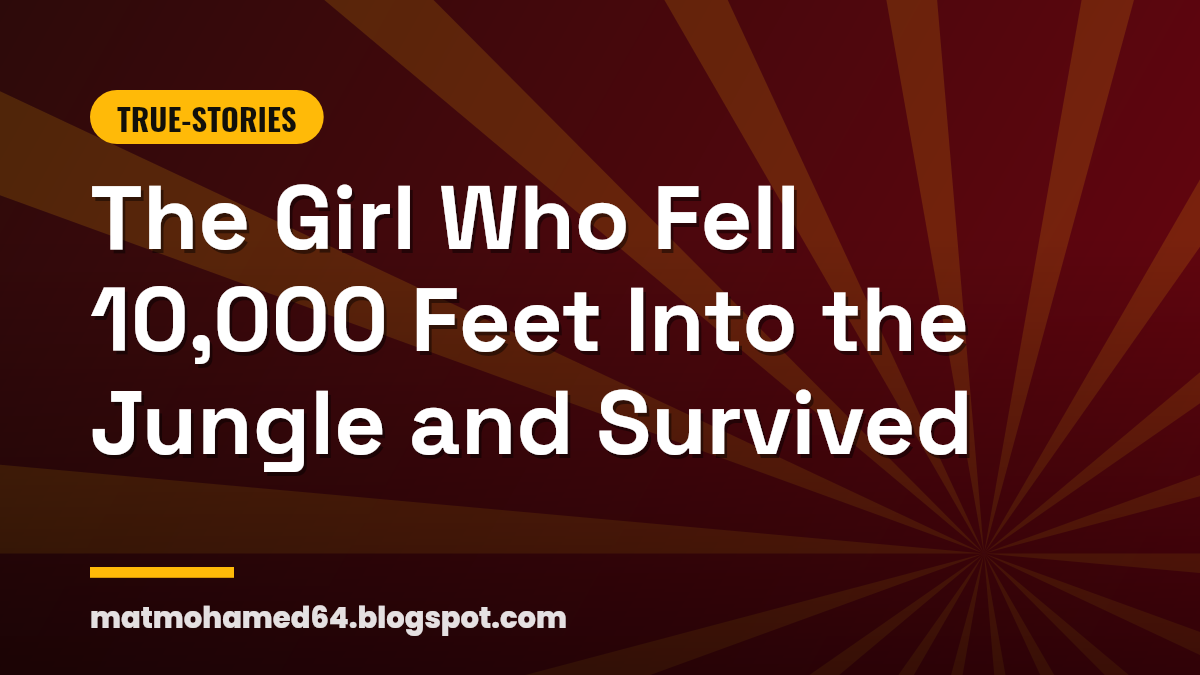 TRUE-STORIES
The Girl Who Fell
10,000 Feet Into the
Jungle and Survived
matmohamed64.blogspot.com